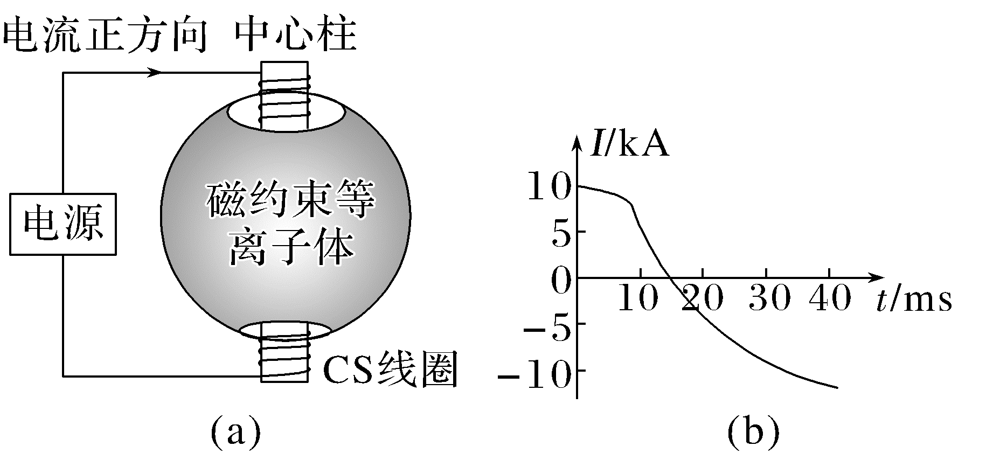 电流正方向 中心柱
电源
磁约束等
离子体
CS线圈
(a)
I/kA
10
5
0
-5
-10
10 20 30 40 t/ms
(b)